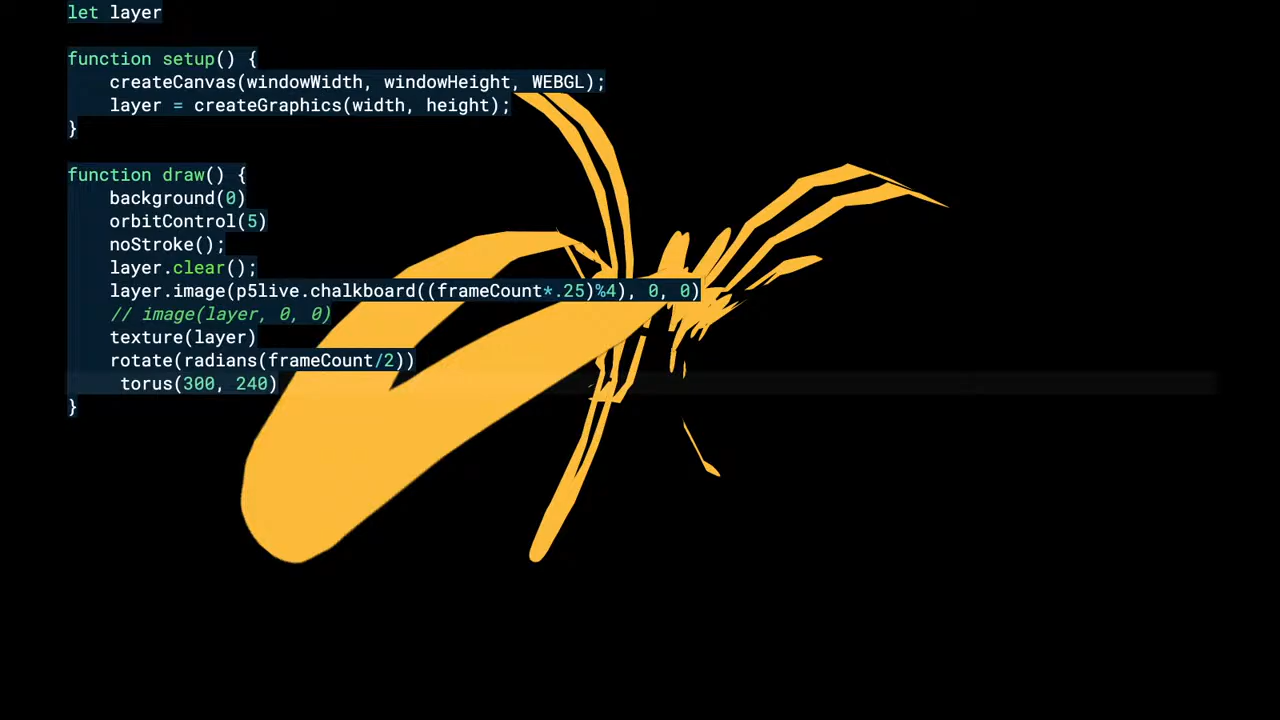 let layer
function setup() {
createCanvas(windowWidth, windowHeight, WEBGL);
layer = createGraphics(width, height);
}
function draw() {
background(0)
orbitControl(5)
noStroke();
layer.clear();
layer.image(p5live.chalkboard((frameCount*.25)%4), 0, 0)
// image(layer, 0, 0)
texture(layer)
rotate(radians(frameCount/2))
torus(300, 240)
}